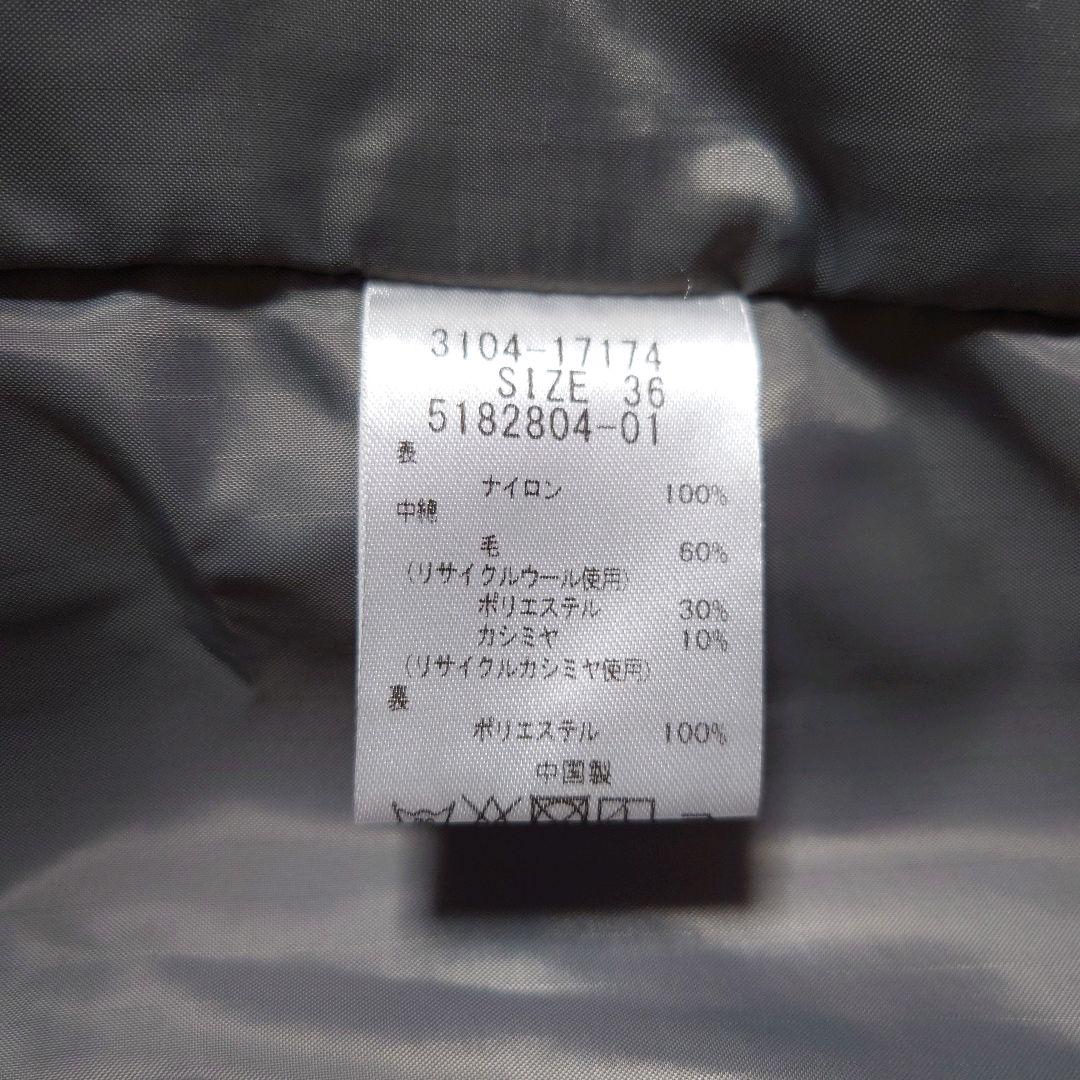 3104-17174
SIZE 36
5182804-01
表
ナイロン 100%
中綿
毛 60%
(リサイクルウール使用)
ポリエステル 30%
カシミヤ 10%
(リサイクルカシミヤ使用)
裏
ポリエステル 100%
中国製